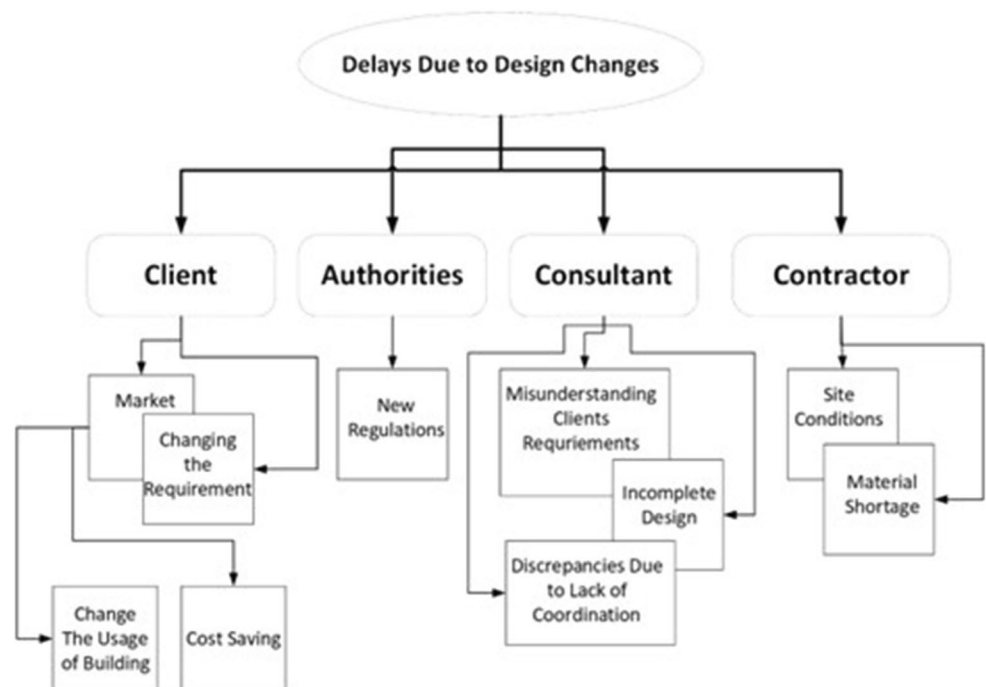 Delays Due to Design Changes
Client
Authorities
Consultant
Contractor
Market
Changing
the
Requirement
New
Regulations
Misunderstanding
Clients
Requriements
Incomplete
Design
Discrepancies Due
to Lack of
Coordination
Site
Conditions
Material
Shortage
Change
The Usage
of Building
Cost Saving